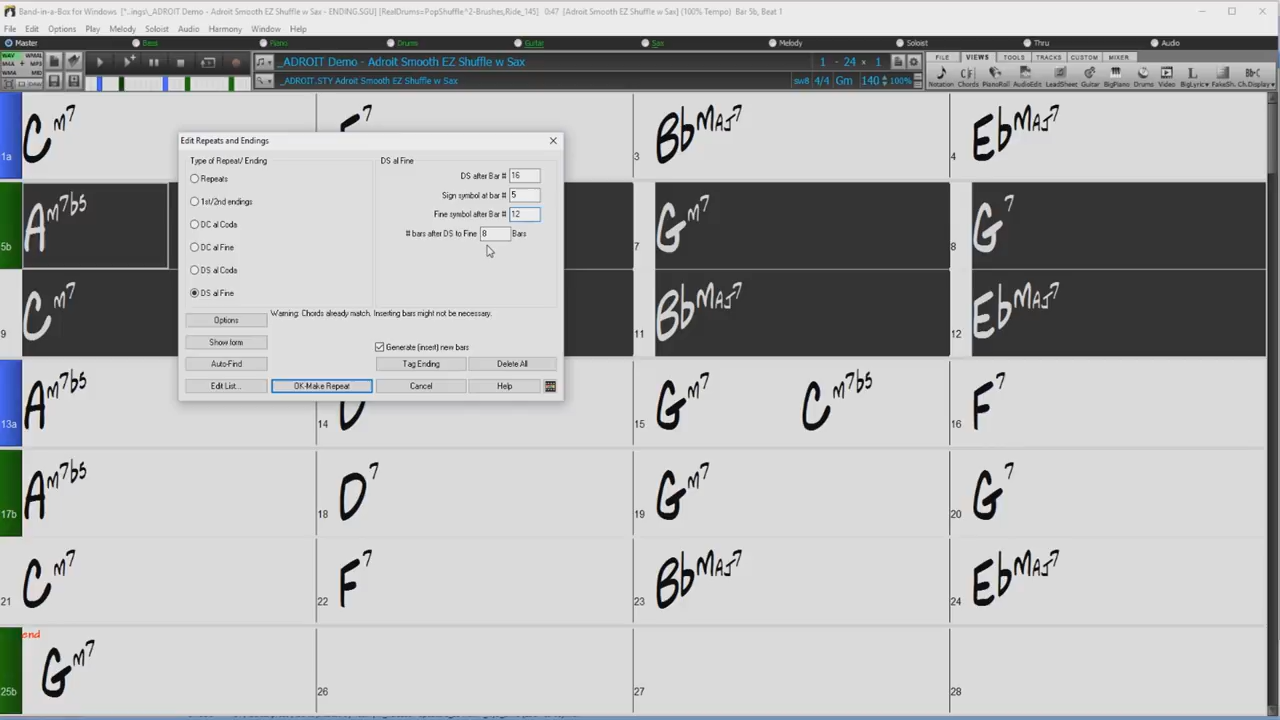 Band-in-a-Box for Windows [^...ings\_ADROIT Demo - Adroit Smooth EZ Shuffle w Sax - ENDING.SGU] [RealDrums=PopShuffle^2-Brushes,Ride_145] 0:47 [Adroit Smooth EZ Shuffle w Sax] (100% Tempo) Bar 5b, Beat 1
File Edit Options Play Melody Soloist Audio Harmony Window Help
Master Bass Piano Drums Guitar Sax Melody Soloist Thru Audio
_ADROIT Demo - Adroit Smooth EZ Shuffle w Sax 1 - 24 x 1
_ADROIT.STY Adroit Smooth EZ Shuffle w Sax sw8 4/4 Gm 140 100%
FILE VIEWS TOOLS TRACKS CUSTOM MIXER
Notation Chords PianoRoll AudioEdit LeadSheet Guitar BigPiano Drums Video BigLyric FakeSh. Ch.Display
1a Cm7 F 3 BbMAJ7 4 EbMAJ7
5b Am7b5 7 Gm7 8 G7
9 Cm7 11 BbMAJ7 12 EbMAJ7
13a Am7b5 14 D 15 Gm7 Cm7b5 16 F7
17b Am7b5 18 D7 19 Gm7 20 G7
21 Cm7 22 F7 23 BbMAJ7 24 EbMAJ7
end
25b Gm7 26 27 28
Edit Repeats and Endings
Type of Repeat/ Ending
Repeats
1st/2nd endings
DC al Coda
DC al Fine
DS al Coda
DS al Fine
DS al Fine
DS after Bar # 16
Sign symbol at bar # 5
Fine symbol after Bar # 12
# bars after DS to Fine 8 Bars
Warning: Chords already match. Inserting bars might not be necessary.
Options
Show form
Generate (insert) new bars
Auto-Find Tag Ending Delete All
Edit List... OK-Make Repeat Cancel Help